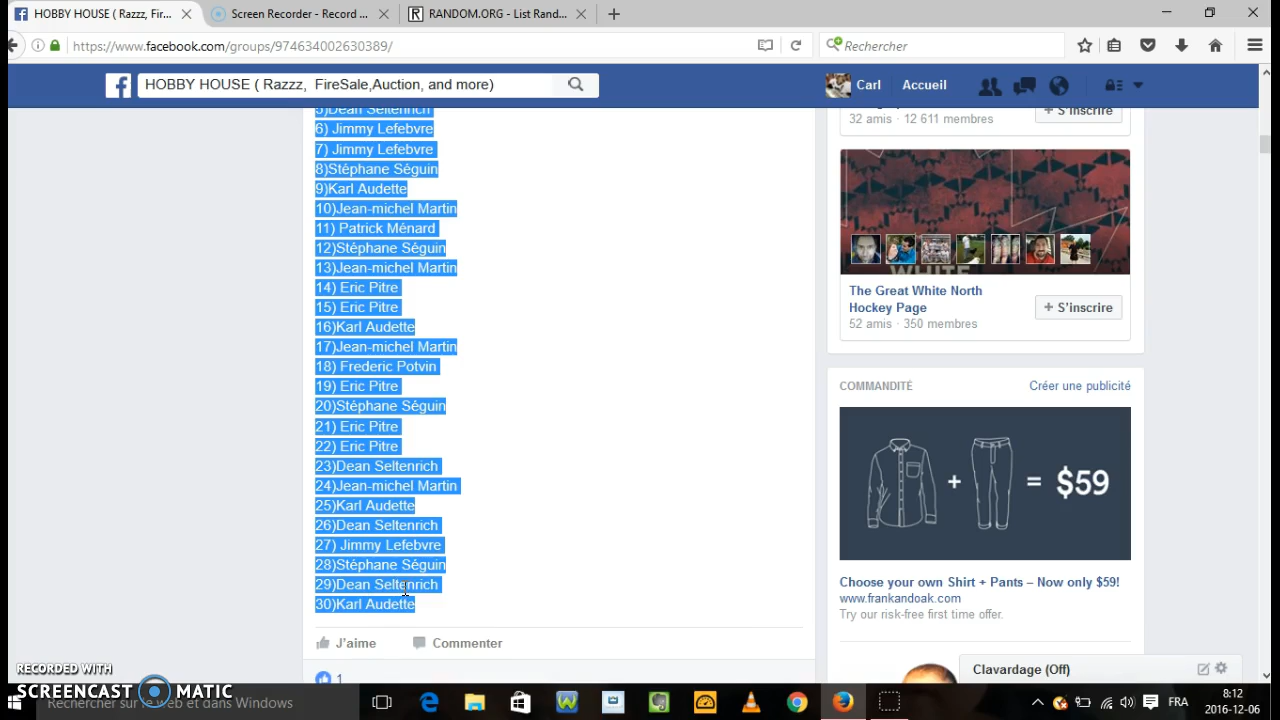 HOBBY HOUSE ( Razzz, Fir...
Screen Recorder - Record ...
RANDOM.ORG - List Rand...
https://www.facebook.com/groups/974634002630389/
Rechercher
HOBBY HOUSE ( Razzz, FireSale,Auction, and more)
Carl
Accueil
5)Dean Seltenrich
6) Jimmy Lefebvre
7) Jimmy Lefebvre
8)Stéphane Séguin
9)Karl Audette
10)Jean-michel Martin
11) Patrick Ménard
12)Stéphane Séguin
13)Jean-michel Martin
14) Eric Pitre
15) Eric Pitre
16)Karl Audette
17)Jean-michel Martin
18) Frederic Potvin
19) Eric Pitre
20)Stéphane Séguin
21) Eric Pitre
22) Eric Pitre
23)Dean Seltenrich
24)Jean-michel Martin
25)Karl Audette
26)Dean Seltenrich
27) Jimmy Lefebvre
28)Stéphane Séguin
29)Dean Seltenrich
30)Karl Audette
J'aime
Commenter
1
32 amis · 12 611 membres
+ S'inscrire
WHITE
The Great White North
Hockey Page
52 amis · 350 membres
+ S'inscrire
COMMANDITÉ
Créer une publicité
+ = $59
Choose your own Shirt + Pants – Now only $59!
www.frankandoak.com
Try our risk-free first time offer.
Clavardage (Off)
RECORDED WITH
SCREENCAST MATIC
Rechercher sur le web et dans Windows
FRA
8:12
2016-12-06